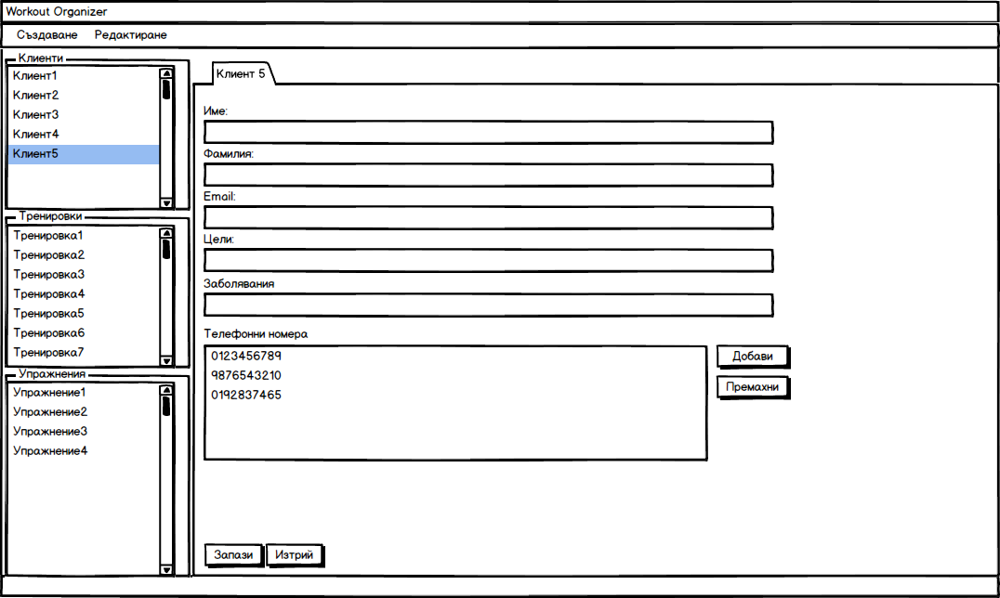 Workout Organizer
Създаване Редактиране
Клиенти
Клиент1
Клиент2
Клиент3
Клиент4
Клиент5
Тренировки
Тренировка1
Тренировка2
Тренировка3
Тренировка4
Тренировка5
Тренировка6
Тренировка7
Упражнения
Упражнение1
Упражнение2
Упражнение3
Упражнение4
Клиент 5
Име:
Фамилия:
Email:
Цели:
Заболявания
Телефонни номера
0123456789
9876543210
0192837465
Добави
Премахни
Запази Изтрий